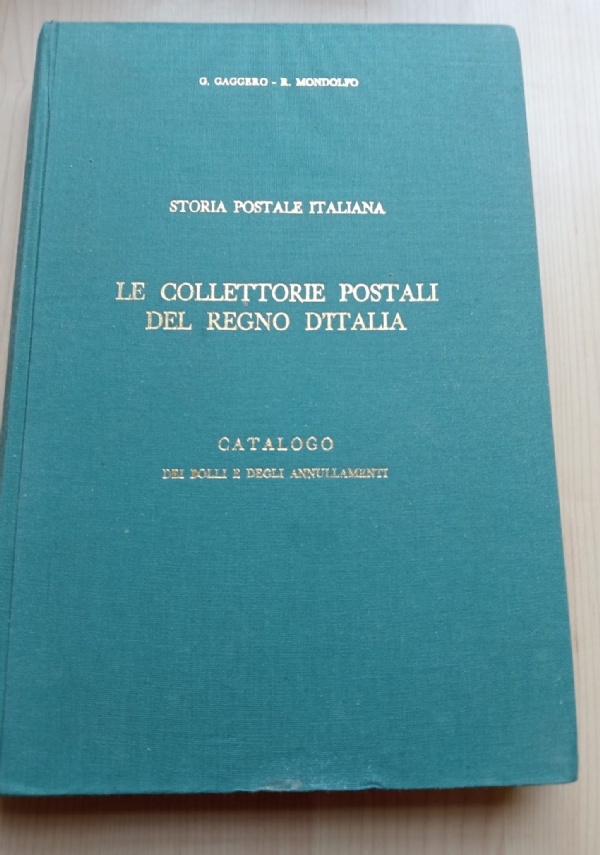 G. GAGGERO - R. MONDOLFO
STORIA POSTALE ITALIANA
LE COLLETTORIE POSTALI
DEL REGNO D'ITALIA
CATALOGO
DEI BOLLI E DEGLI ANNULLAMENTI